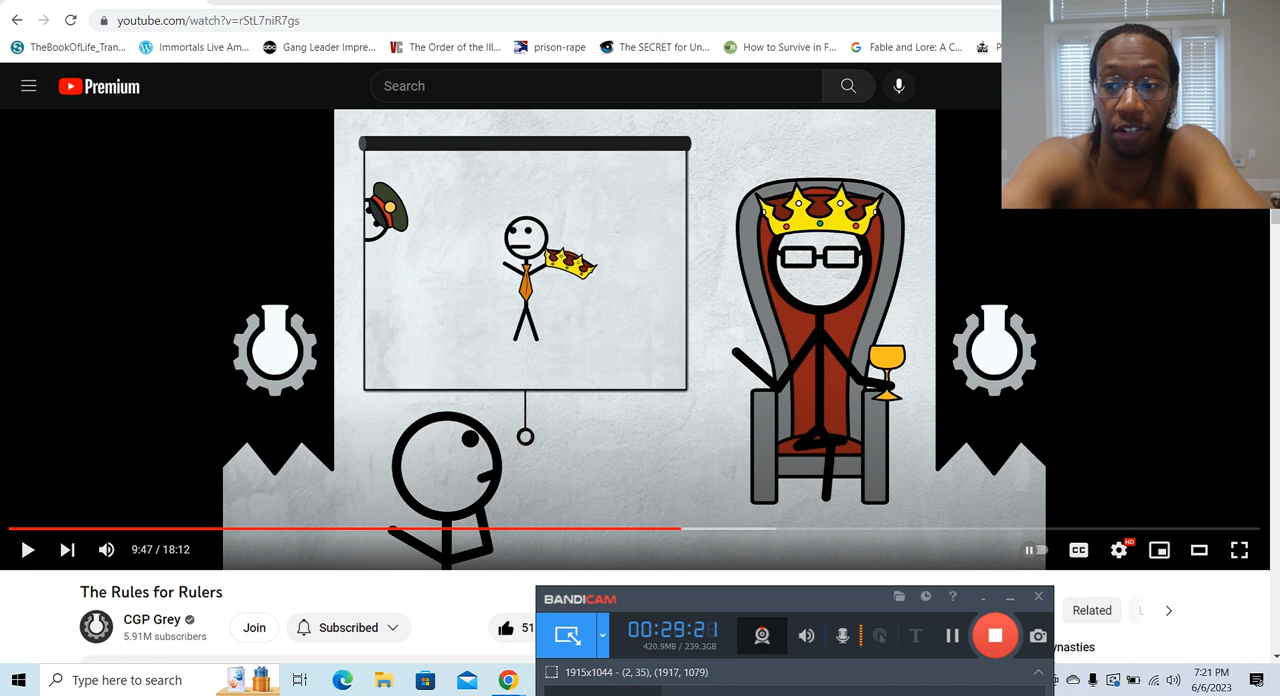 youtube.com/watch?v=rStL7niR7gs
TheBookOfLife_Tran... Immortals Live Am... Gang Leader Impre... The Order of the Ill... prison-rape The SECRET for Un... How to Survive in F... Fable and Lore: A C...
Premium
Search
9:47 / 18:12
CC
HD
The Rules for Rulers
CGP Grey
5.91M subscribers
Join
Subscribed
51
BANDICAM
00:29:21
420.9MB / 239.3GB
1915x1044 - (2, 35), (1917, 1079)
Related
nasties
Type here to search
7:21 PM
6/6/2023